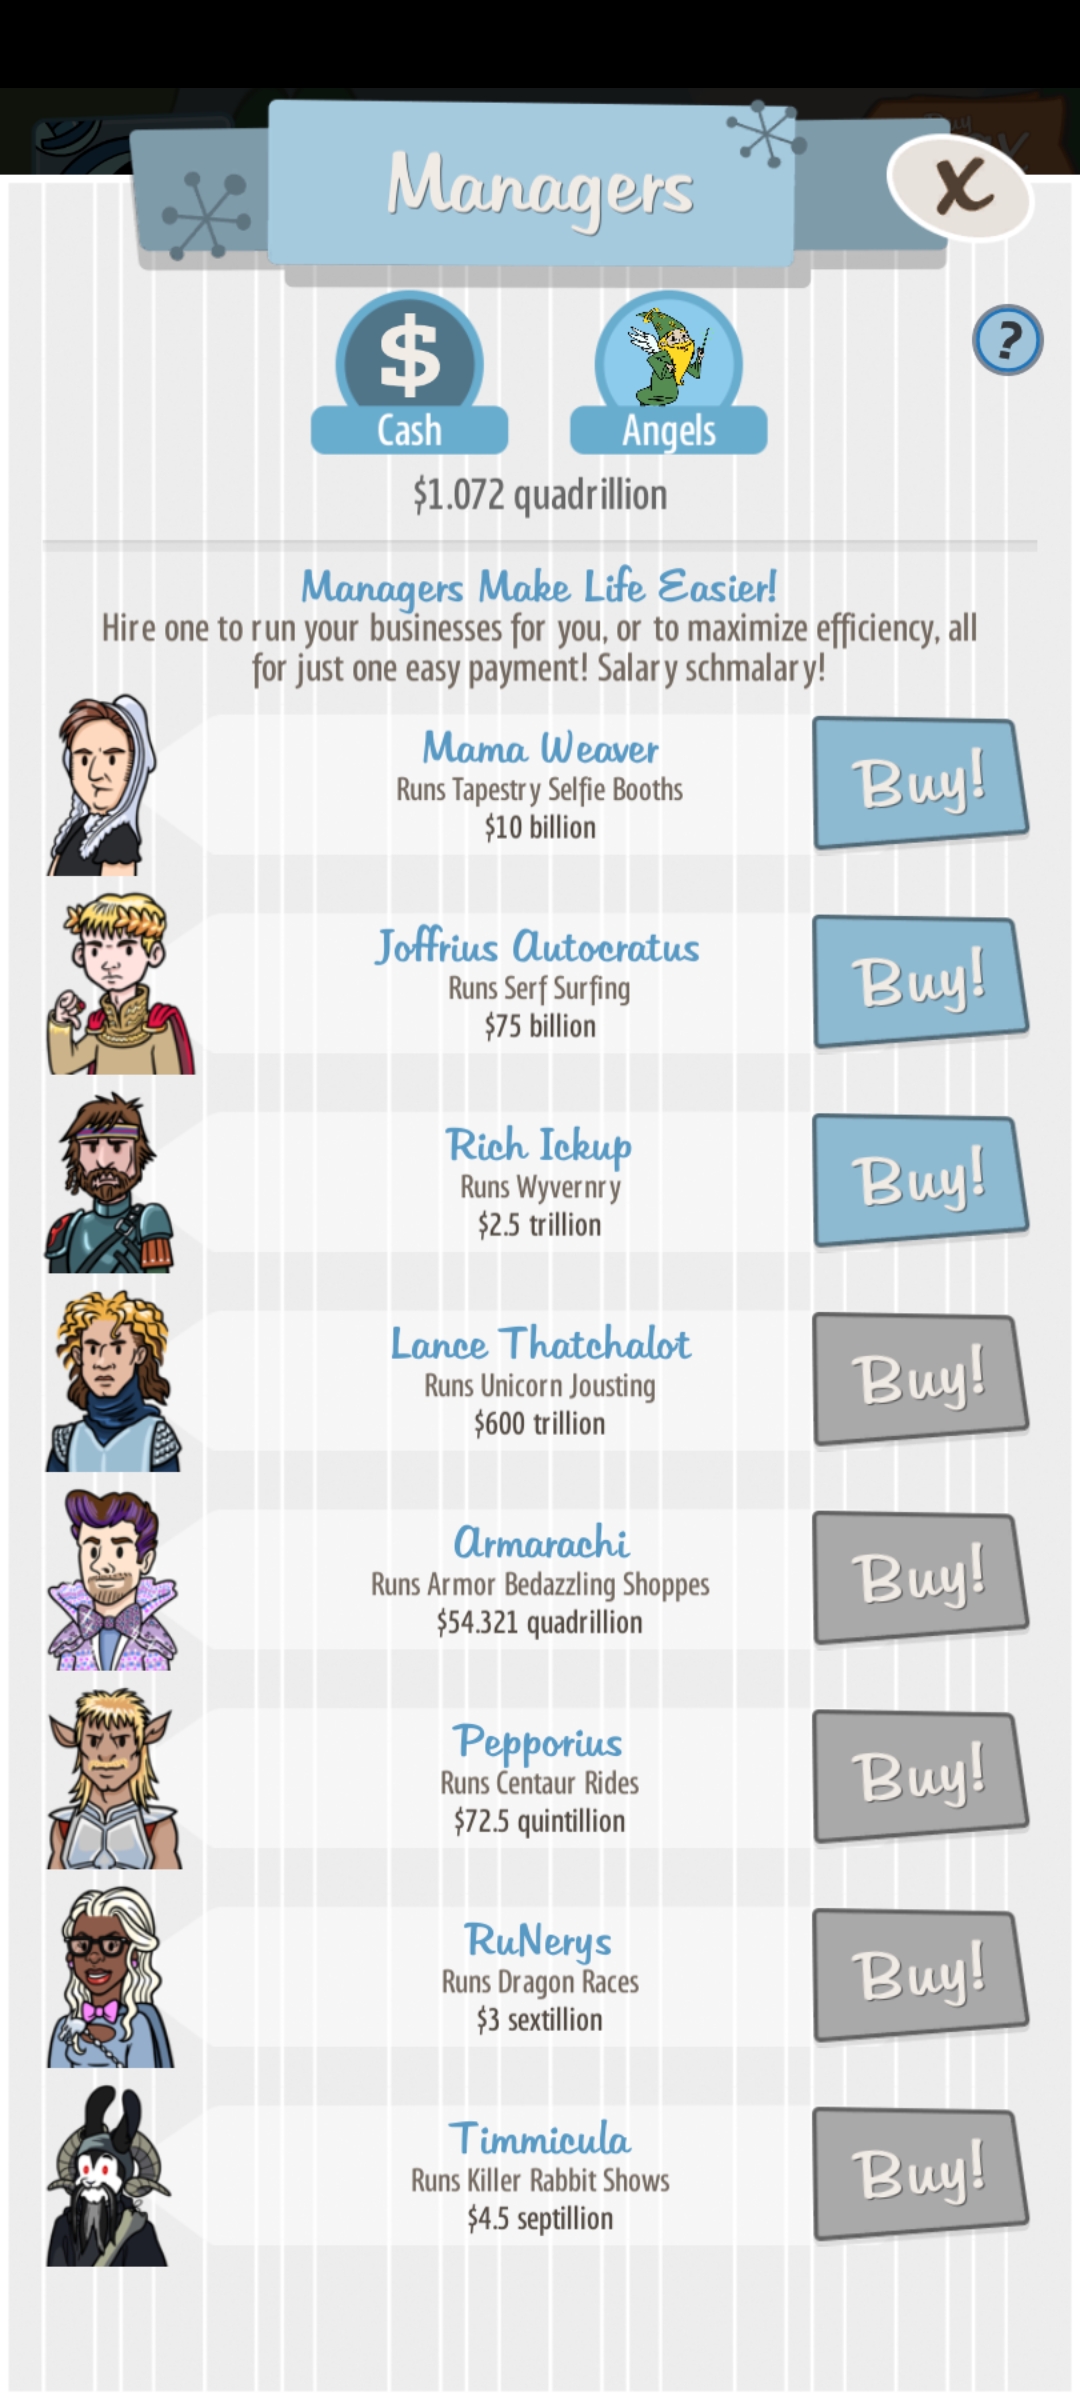 Managers
X
$
?
Cash
Angels
$1.072 quadrillion
Managers Make Life Easier!
Hire one to run your businesses for you, or to maximize efficiency, all
for just one easy payment! Salary schmalary!
Mama Weaver
Runs Tapestry Selfie Booths
$10 billion
Buy!
Joffrius Autocratus
Runs Serf Surfing
$75 billion
Buy!
Rich Ickup
Runs Wyvernry
$2.5 trillion
Buy!
Lance Thatchalot
Runs Unicorn Jousting
$600 trillion
Buy!
Armarachi
Runs Armor Bedazzling Shoppes
$54.321 quadrillion
Buy!
Pepporius
Runs Centaur Rides
$72.5 quintillion
Buy!
RuNerys
Runs Dragon Races
$3 sextillion
Buy!
Timmicula
Runs Killer Rabbit Shows
$4.5 septillion
Buy!